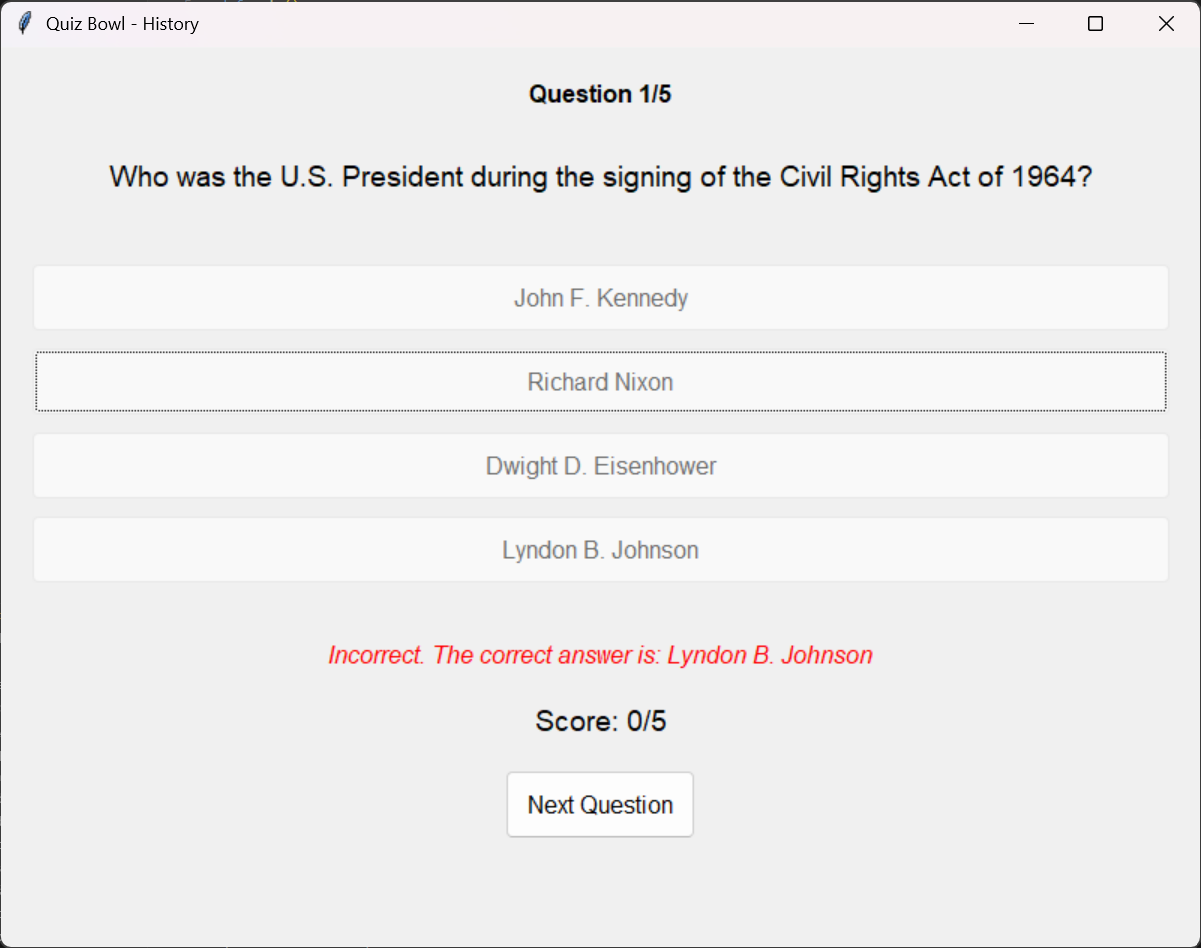 Quiz Bowl - History
Question 1/5
Who was the U.S. President during the signing of the Civil Rights Act of 1964?
John F. Kennedy
Richard Nixon
Dwight D. Eisenhower
Lyndon B. Johnson
Incorrect. The correct answer is: Lyndon B. Johnson
Score: 0/5
Next Question